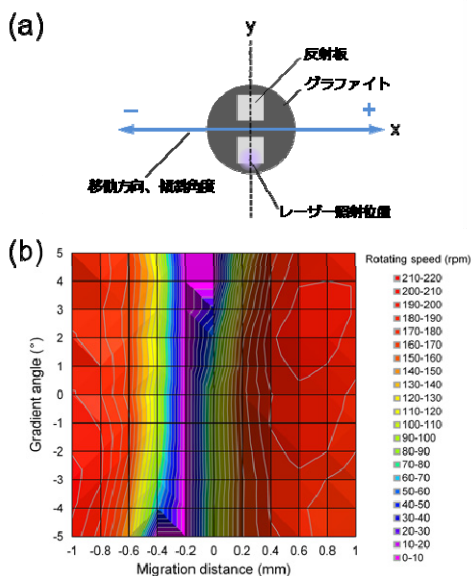 (a)
y
反射板
グラファイト
−
+
x
移動方向、傾斜角度
レーザー照射位置
(b)
Rotating speed (rpm)
210-220
200-210
190-200
180-190
170-180
160-170
150-160
140-150
130-140
120-130
110-120
100-110
90-100
80-90
70-80
60-70
50-60
40-50
30-40
20-30
10-20
0-10
Gradient angle (°)
5
4
3
2
1
0
-1
-2
-3
-4
-5
-1 -0.8 -0.6 -0.4 -0.2 0 0.2 0.4 0.6 0.8 1
Migration distance (mm)